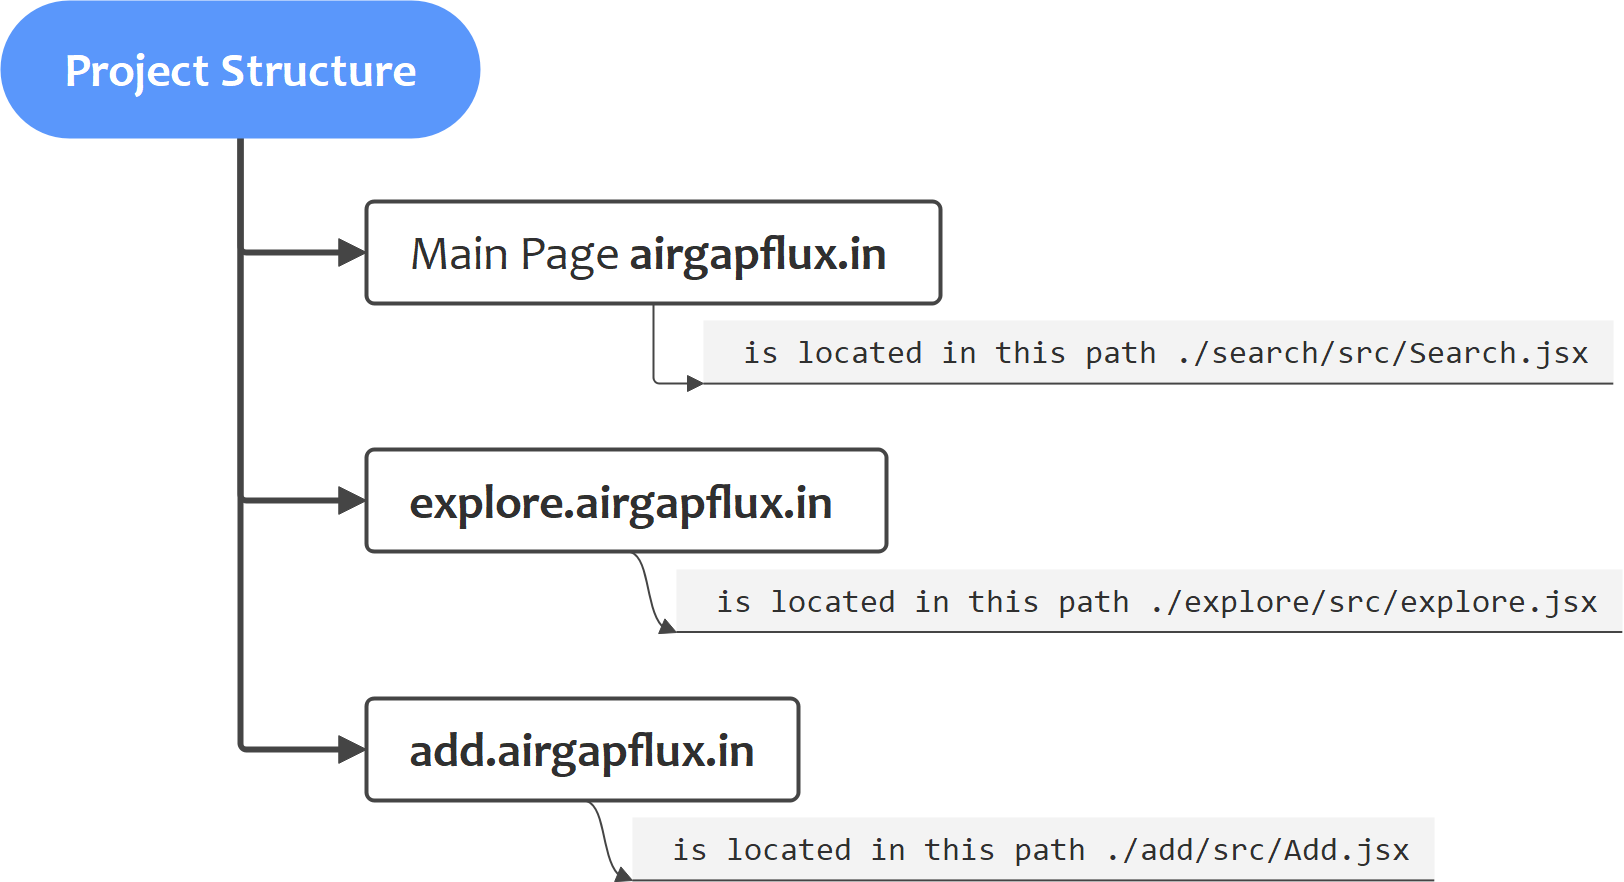 Project Structure
Main Page airgapflux.in
is located in this path ./search/src/Search.jsx
explore.airgapflux.in
is located in this path ./explore/src/explore.jsx
add.airgapflux.in
is located in this path ./add/src/Add.jsx